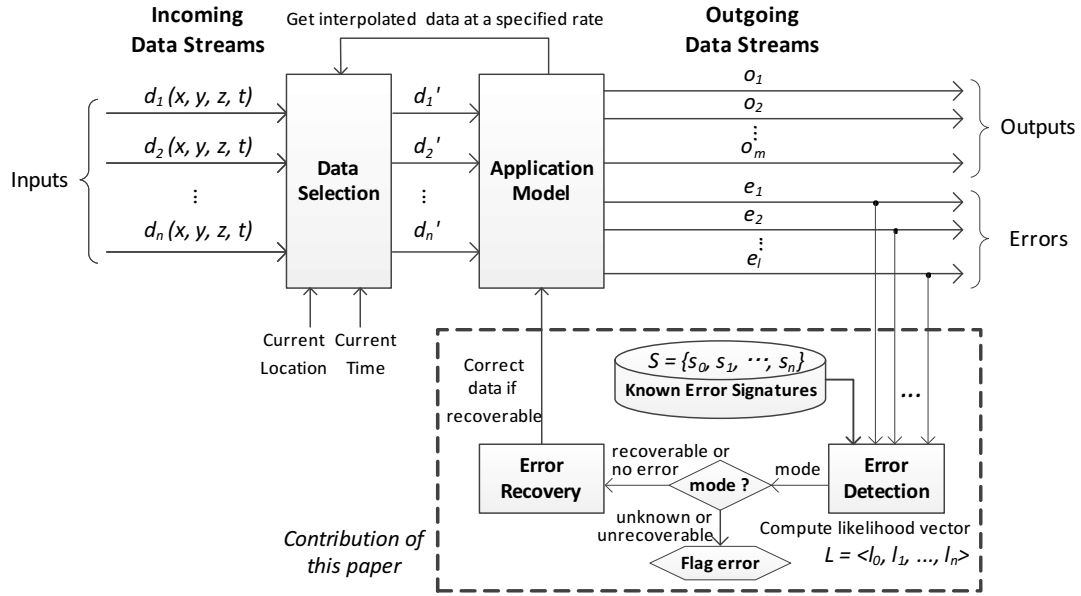 Incoming
Data Streams
Get interpolated data at a specified rate
Outgoing
Data Streams
Inputs
d1 (x, y, z, t)
d2 (x, y, z, t)
⋮
dn (x, y, z, t)
Data
Selection
d1'
d2'
⋮
dn'
Application
Model
o1
o2
⋮
om
e1
e2
⋮
el
Outputs
Errors
Current
Location
Current
Time
Correct
data if
recoverable
S = {s0, s1, ⋯, sn}
Known Error Signatures
...
Error
Recovery
recoverable or
no error
mode ?
mode
Error
Detection
unknown or
unrecoverable
Flag error
Compute likelihood vector
L = <l0, l1, ..., ln>
Contribution of
this paper